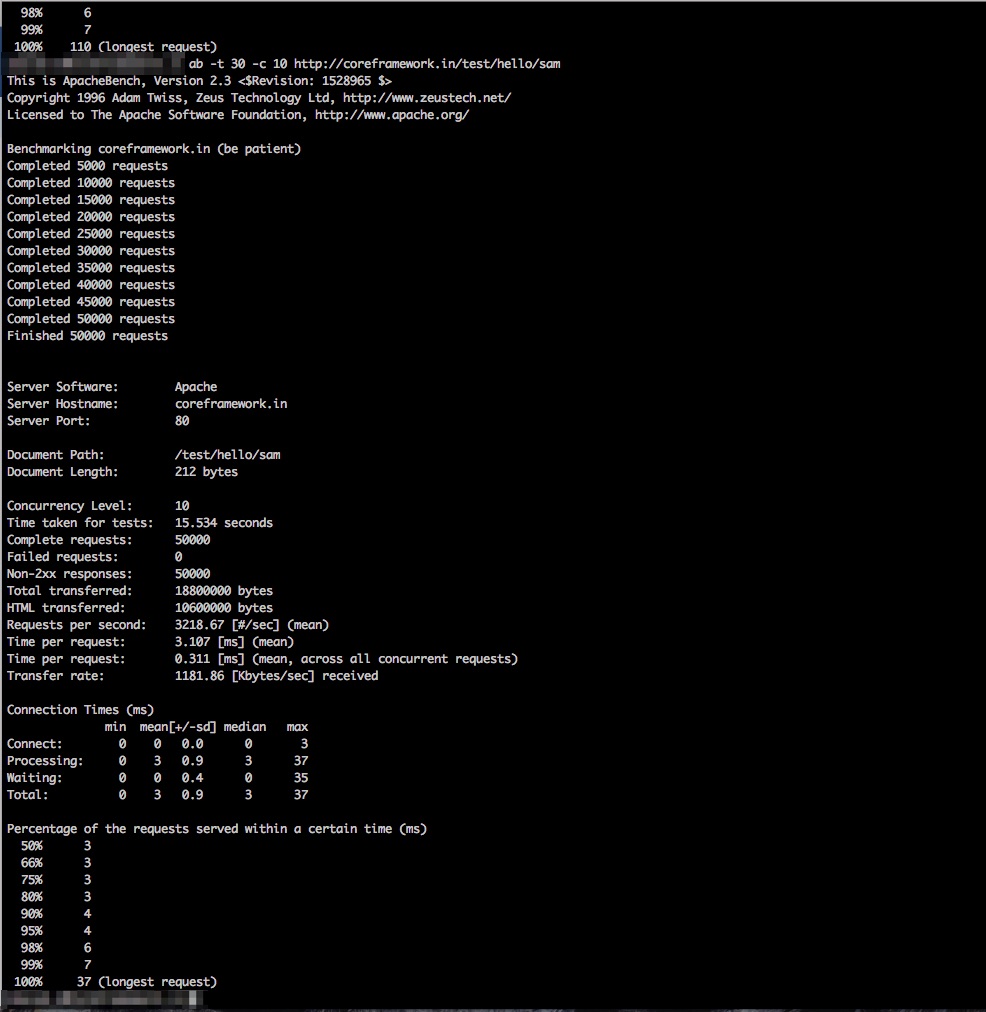 98%      6
99%      7
100%    110 (longest request)
ab -t 30 -c 10 http://coreframework.in/test/hello/sam
This is ApacheBench, Version 2.3 <$Revision: 1528965 $>
Copyright 1996 Adam Twiss, Zeus Technology Ltd, http://www.zeustech.net/
Licensed to The Apache Software Foundation, http://www.apache.org/

Benchmarking coreframework.in (be patient)
Completed 5000 requests
Completed 10000 requests
Completed 15000 requests
Completed 20000 requests
Completed 25000 requests
Completed 30000 requests
Completed 35000 requests
Completed 40000 requests
Completed 45000 requests
Completed 50000 requests
Finished 50000 requests

Server Software:        Apache
Server Hostname:        coreframework.in
Server Port:            80

Document Path:          /test/hello/sam
Document Length:        212 bytes

Concurrency Level:      10
Time taken for tests:   15.534 seconds
Complete requests:      50000
Failed requests:        0
Non-2xx responses:      50000
Total transferred:      18800000 bytes
HTML transferred:       10600000 bytes
Requests per second:    3218.67 [#/sec] (mean)
Time per request:       3.107 [ms] (mean)
Time per request:       0.311 [ms] (mean, across all concurrent requests)
Transfer rate:          1181.86 [Kbytes/sec] received

Connection Times (ms)
              min  mean[+/-sd] median   max
Connect:        0    0   0.0      0       3
Processing:     0    3   0.9      3      37
Waiting:        0    0   0.4      0      35
Total:          0    3   0.9      3      37

Percentage of the requests served within a certain time (ms)
  50%      3
  66%      3
  75%      3
  80%      3
  90%      4
  95%      4
  98%      6
  99%      7
 100%     37 (longest request)